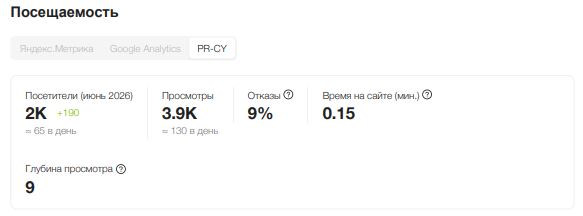 Посещаемость
Яндекс.Метрика Google Analytics PR-CY
Посетители (июнь 2026) Просмотры Отказы ? Время на сайте (мин.) ?
2K +190 3.9K 9% 0.15
≈ 65 в день ≈ 130 в день
Глубина просмотра ?
9